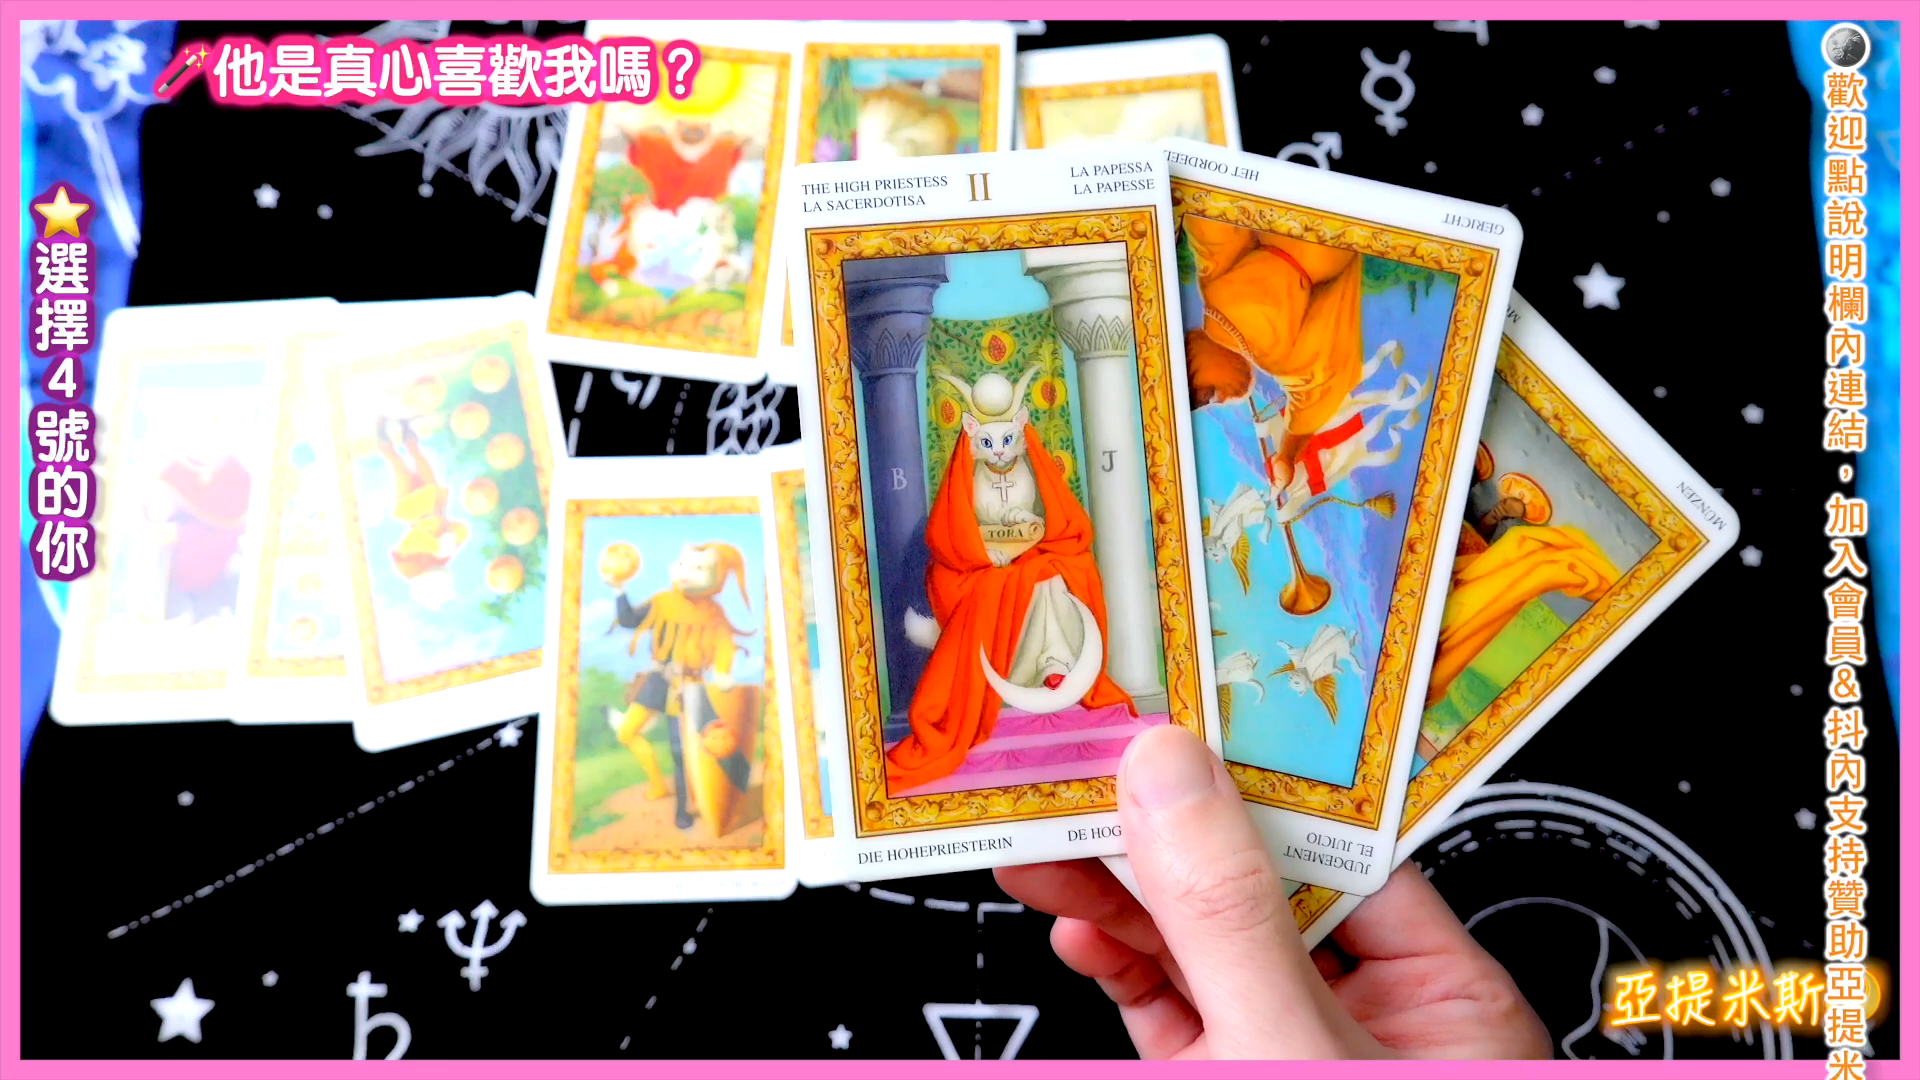 他是真心喜歡我嗎？
選擇4號的你
歡迎點說明欄內連結，加入會員&抖內支持贊助亞提米
亞提米斯
THE HIGH PRIESTESS
LA SACERDOTISA
II
LA PAPESSA
LA PAPESSE
B
J
TORA
DIE HOHEPRIESTERIN
DE HOG
HET OORDEEL
GERICHT
JUDGEMENT
EL JUICIO
MÜNZEN